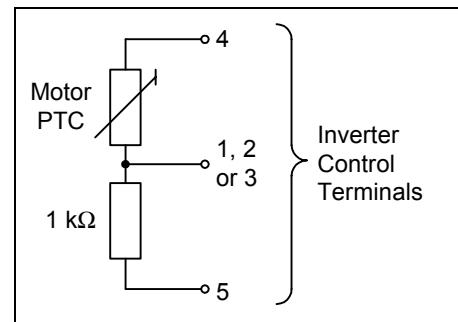 4
Motor
PTC
1, 2
or 3
Inverter
Control
Terminals
1 kΩ
5